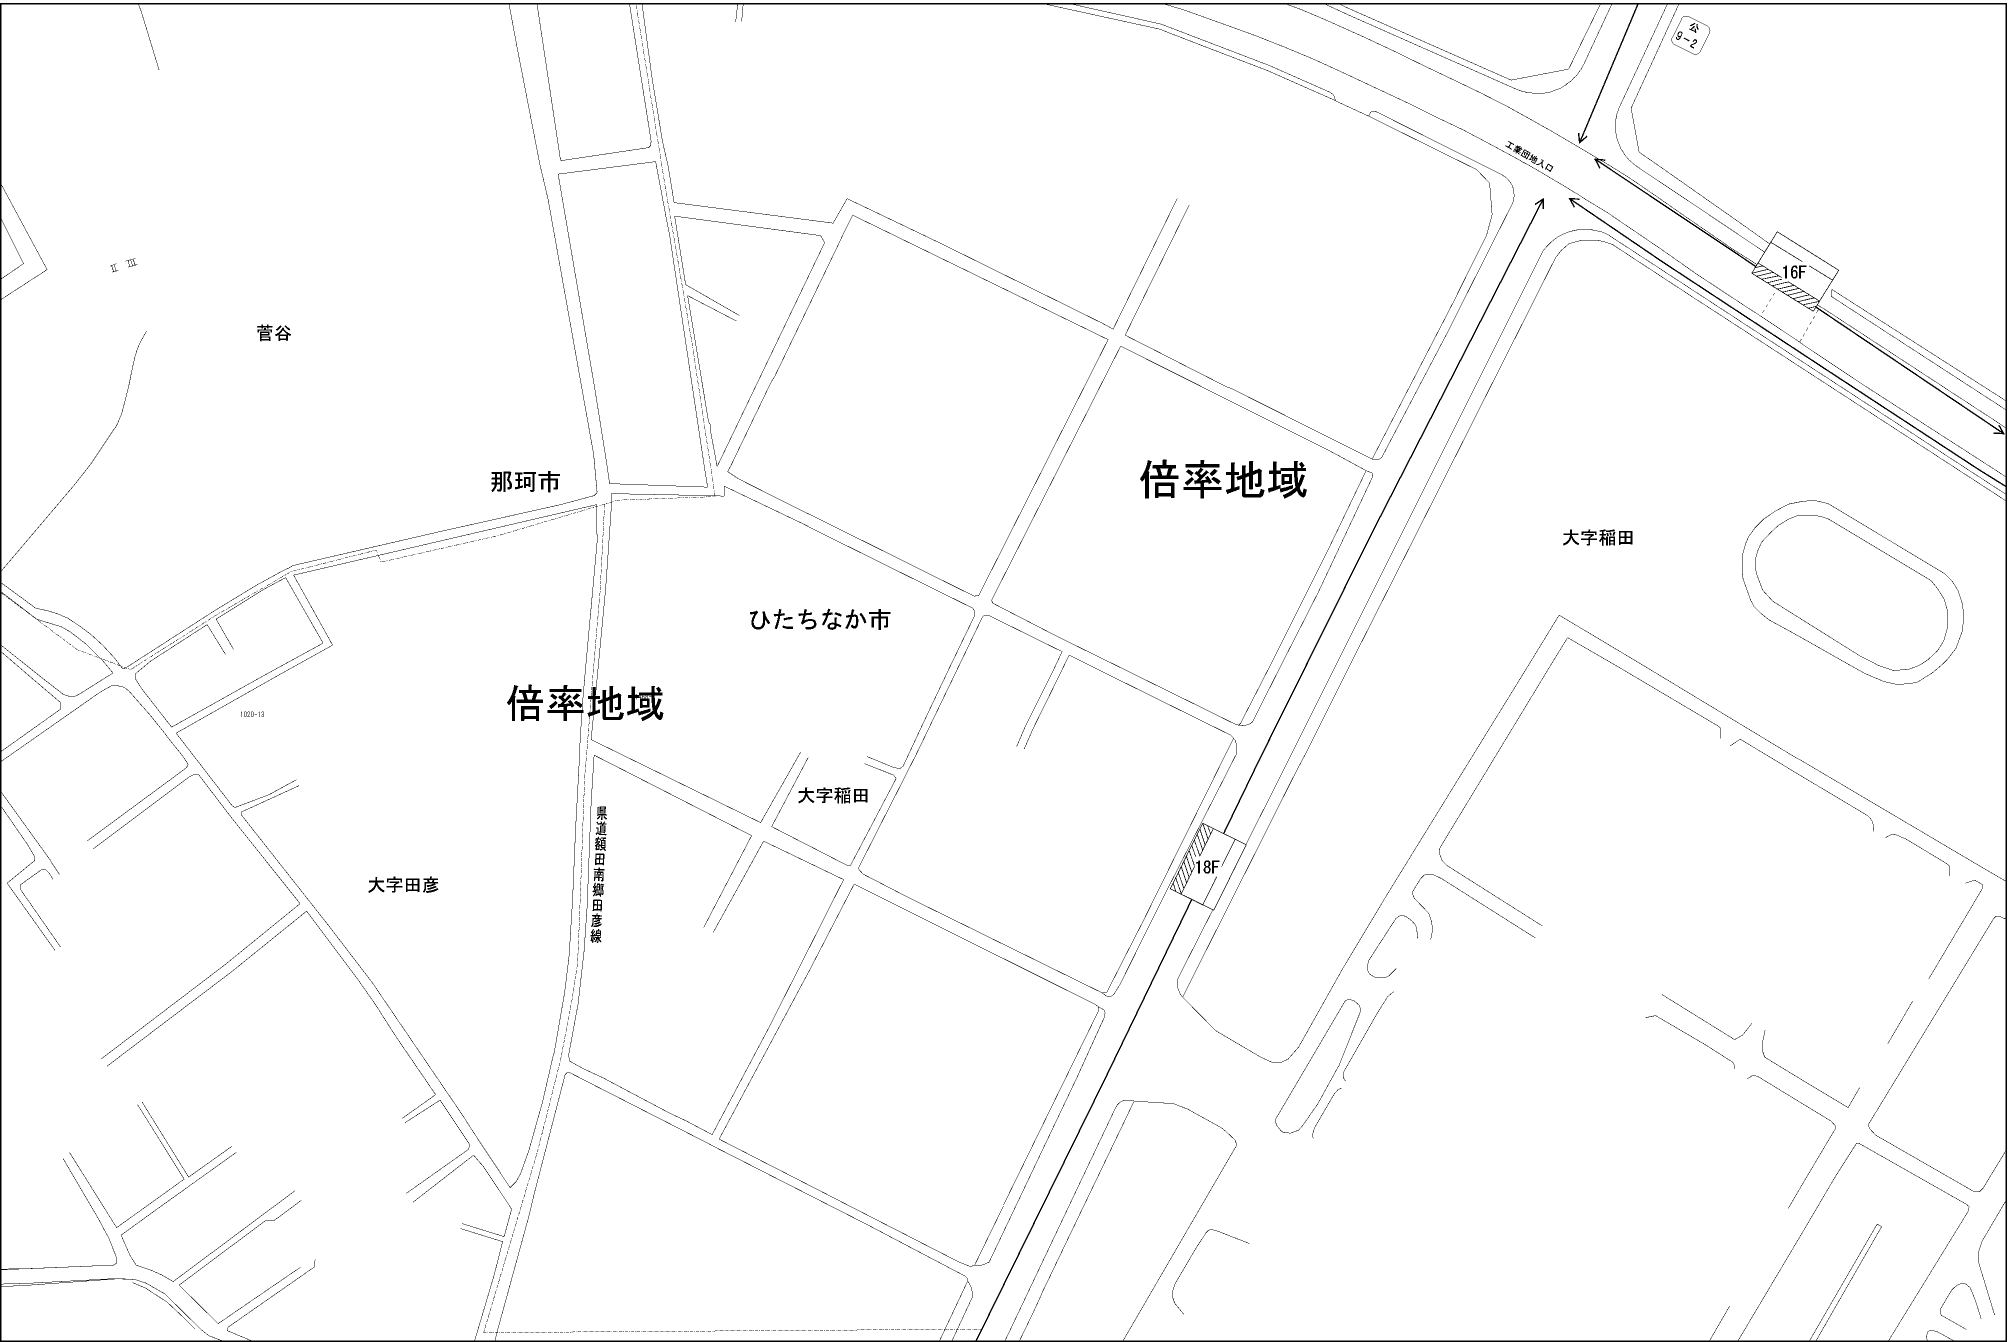 公
9-2
工業団地入口
16F
Ⅱ Ⅲ
菅谷
那珂市
倍率地域
大字稲田
ひたちなか市
倍率地域
1020-13
大字稲田
県道額田南郷田彦線
18F
大字田彦